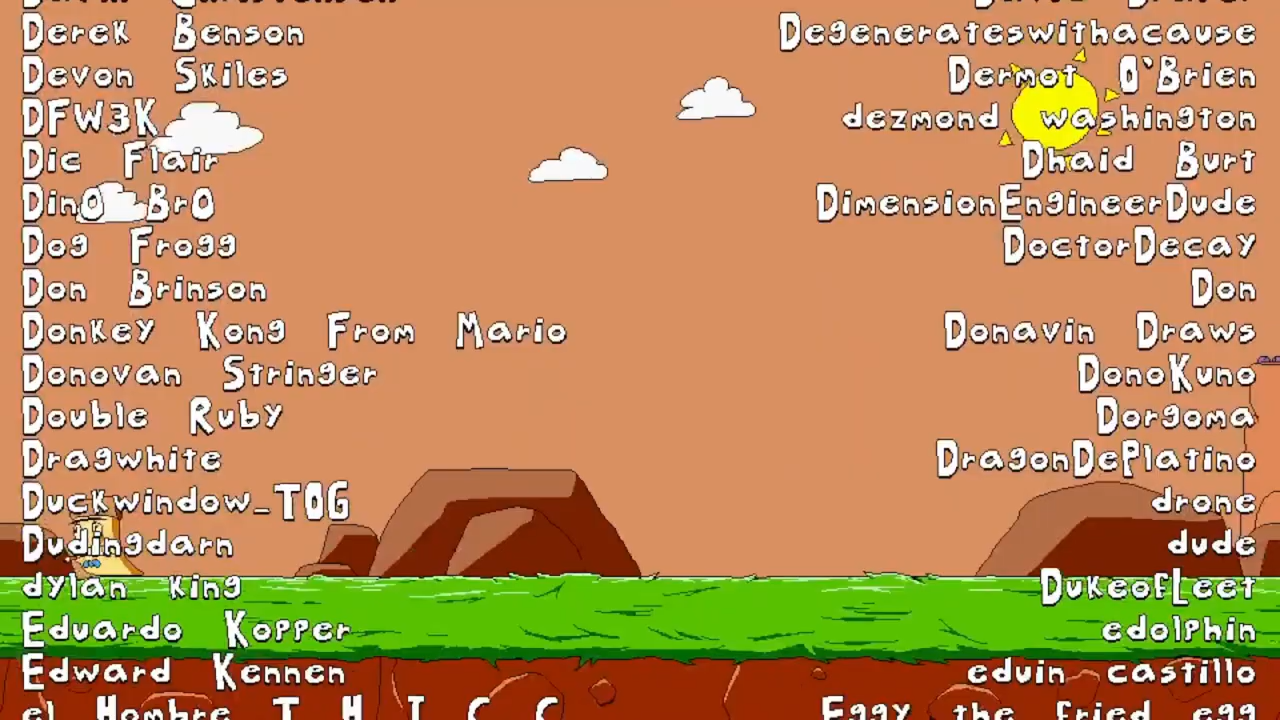 Derek Benson
Degenerateswithacause
Devon Skiles
Dermot O'Brien
DFW3K
dezmond washington
Dic Flair
Dhaid Burt
DinO BrO
DimensionEngineerDude
Dog Frogg
DoctorDecay
Don Brinson
Don
Donkey Kong From Mario
Donavin Draws
Donovan Stringer
DonoKuno
Double Ruby
Dorgoma
Dragwhite
DragonDePlatino
Duckwindow_TOG
drone
Dudingdarn
dude
dylan king
DukeofLeet
Eduardo Kopper
edolphin
Edward Kennen
eduin castillo
el Hombre T H I C C
Eggy the fried egg